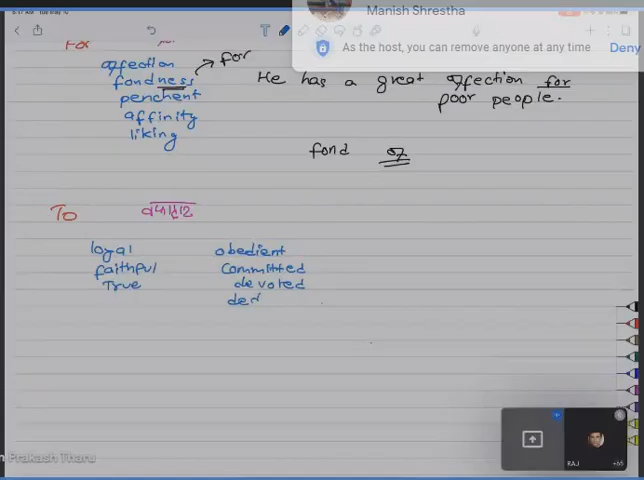 Manish Shrestha
As the host, you can remove anyone at any time Deny
For
affection
fondness for
penchent
affinity
liking
He has a great affection for
poor people.
fond of
To वफादार
loyal
faithful
True
obedient
Committed
devoted
ded
RAJ
Prakash Tharu